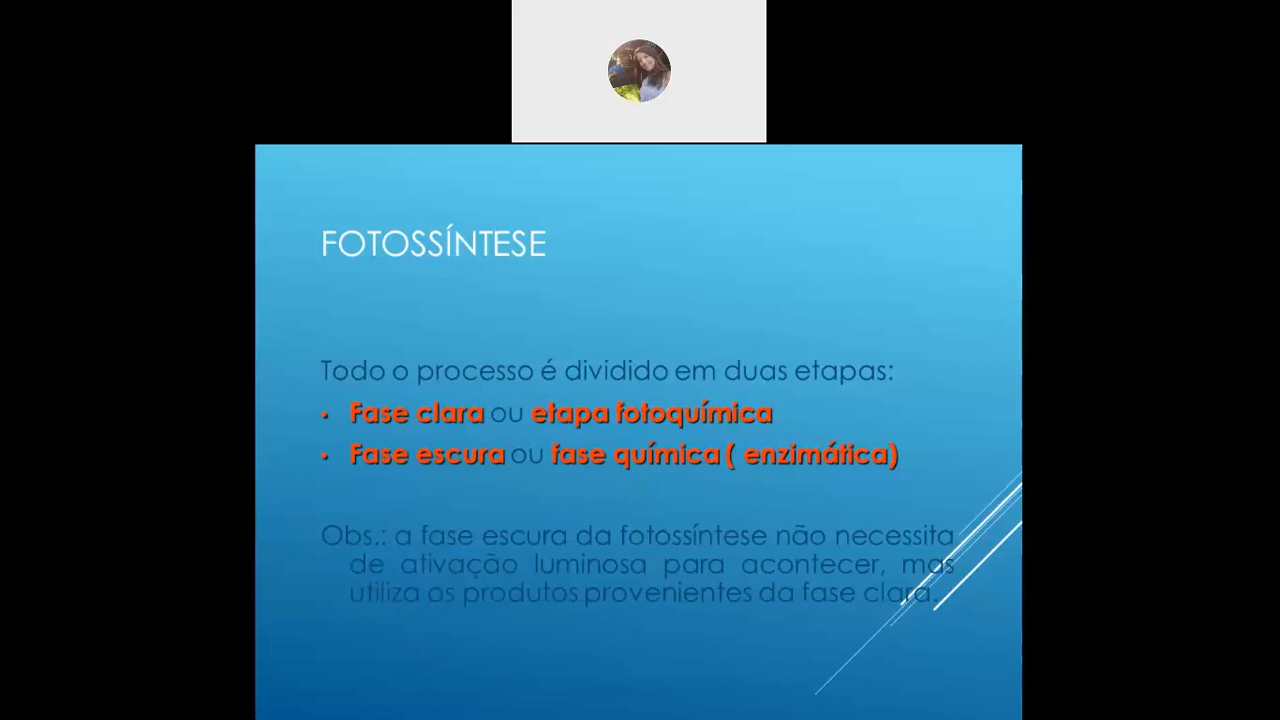 FOTOSSÍNTESE
Todo o processo é dividido em duas etapas:
• Fase clara ou etapa fotoquímica
• Fase escura ou fase química ( enzimática)
Obs.: a fase escura da fotossíntese não necessita
de ativação luminosa para acontecer, mas
utiliza os produtos provenientes da fase clara.